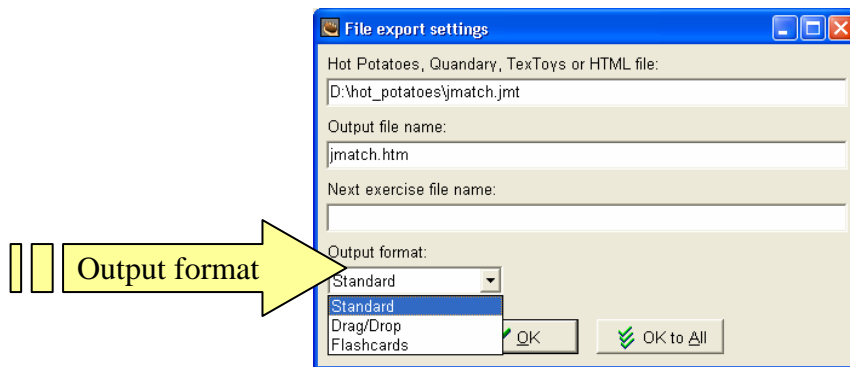 File export settings
Hot Potatoes, Quandary, TexToys or HTML file:
D:\hot_potatoes\jmatch.jmt
Output file name:
jmatch.htm
Next exercise file name:
Output format:
Output format
Standard
Standard
Drag/Drop
Flashcards
OK
OK to All